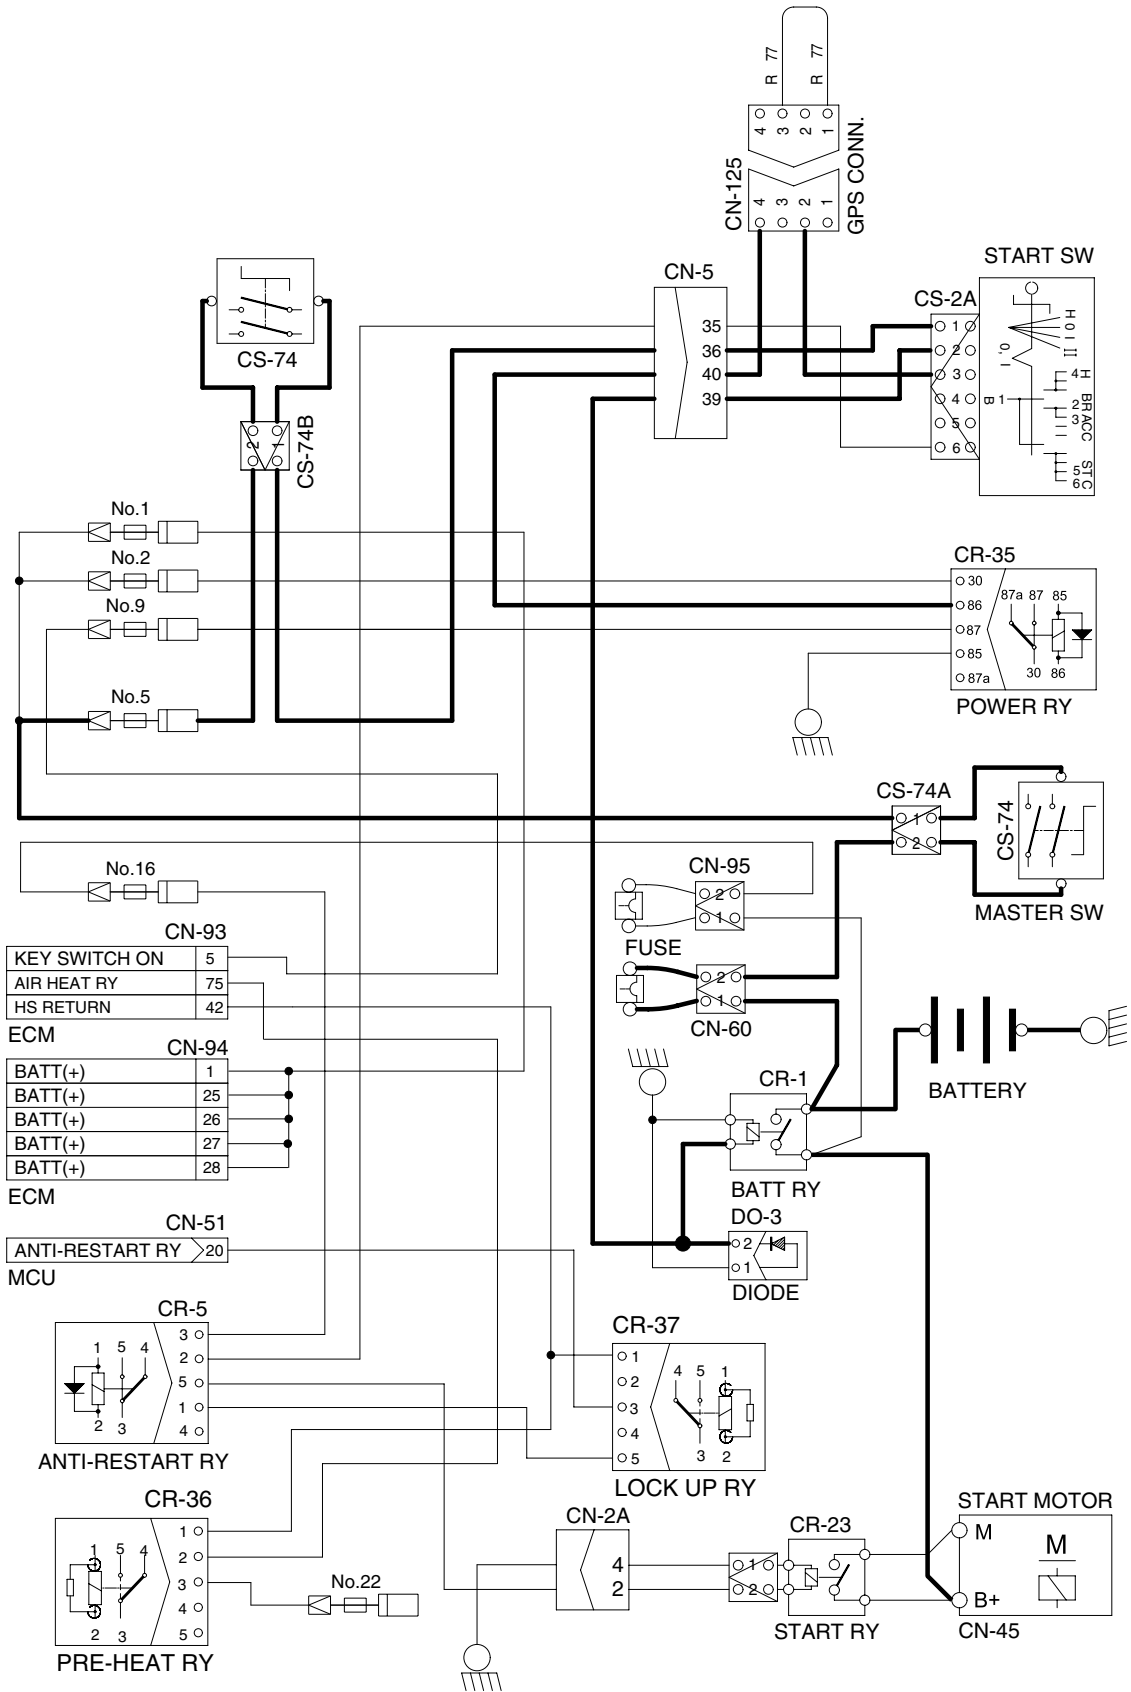 R 77
R 77
4 3 2 1
CN-125
GPS CONN.
4 3 2 1
START SW
CN-5
CS-2A
35
36
40
39
1
2
3
4
5
6
H O I II
0, I
B 1
4 H
BR
2
3 ACC
5 ST
6 C
CS-74
2 1
CS-74B
No.1
No.2
No.9
No.5
CR-35
30
86
87
85
87a
87a 87 85
30 86
POWER RY
CS-74A
1
2
CS-74
MASTER SW
No.16
CN-95
2
1
FUSE
2
1
CN-60
CN-93
KEY SWITCH ON 5
AIR HEAT RY 75
HS RETURN 42
ECM
CN-94
BATT(+) 1
BATT(+) 25
BATT(+) 26
BATT(+) 27
BATT(+) 28
ECM
BATTERY
CR-1
BATT RY
DO-3
2
1
DIODE
CN-51
ANTI-RESTART RY 20
MCU
CR-5
3
2
5
1
4
1 5 4
2 3
ANTI-RESTART RY
CR-37
1
2
3
4
5
4 5 1
3 2
LOCK UP RY
CR-36
1
2
3
4
5
1 5 4
2 3
PRE-HEAT RY
No.22
CN-2A
4
2
CR-23
1
2
START RY
START MOTOR
M
M
B+
CN-45